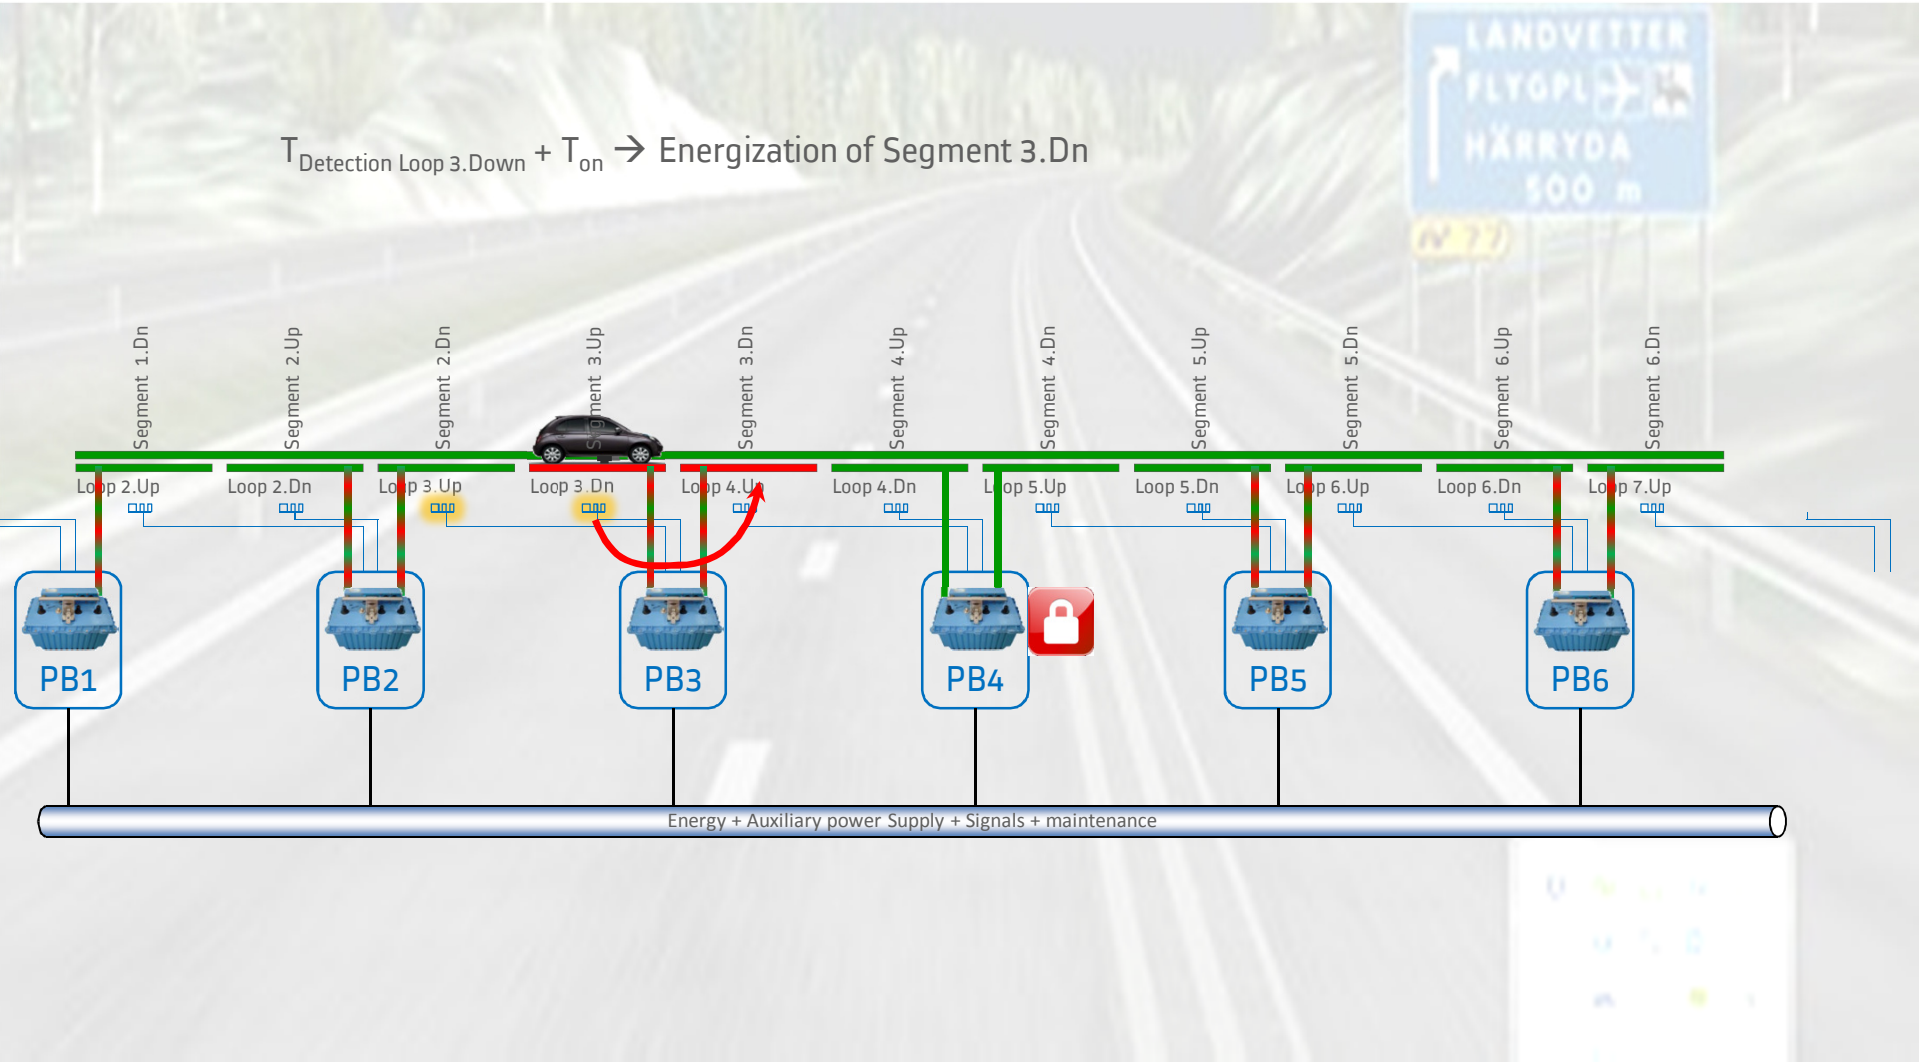 LANDVETTER
FLYGPL
HÄRRYDA
500 m
T Detection Loop 3.Down + T on → Energization of Segment 3.Dn
Segment 1.Dn
Segment 2.Up
Segment 2.Dn
Segment 3.Up
Segment 3.Dn
Segment 4.Up
Segment 4.Dn
Segment 5.Up
Segment 5.Dn
Segment 6.Up
Segment 6.Dn
Loop 2.Up
Loop 2.Dn
Loop 3.Up
Loop 3.Dn
Loop 4.Up
Loop 4.Dn
Loop 5.Up
Loop 5.Dn
Loop 6.Up
Loop 6.Dn
Loop 7.Up
PB1
PB2
PB3
PB4
PB5
PB6
Energy + Auxiliary power Supply + Signals + maintenance